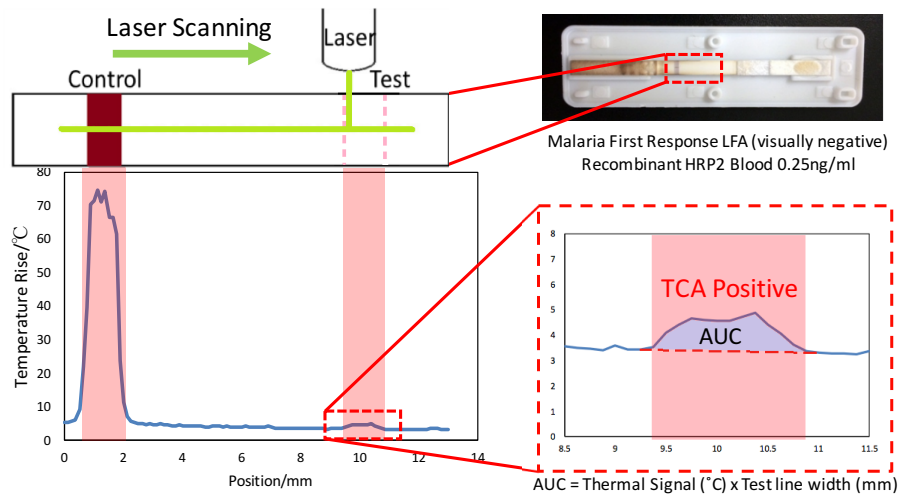 Laser Scanning
Laser
Control
Test
Malaria First Response LFA (visually negative)
Recombinant HRP2 Blood 0.25ng/ml
Temperature Rise/℃
80
70
60
50
40
30
20
10
0
0 2 4 6 8 10 12 14
Position/mm
8
7
6
5
4
3
2
1
0
TCA Positive
AUC
8.5 9 9.5 10 10.5 11 11.5
AUC = Thermal Signal (˚C) x Test line width (mm)